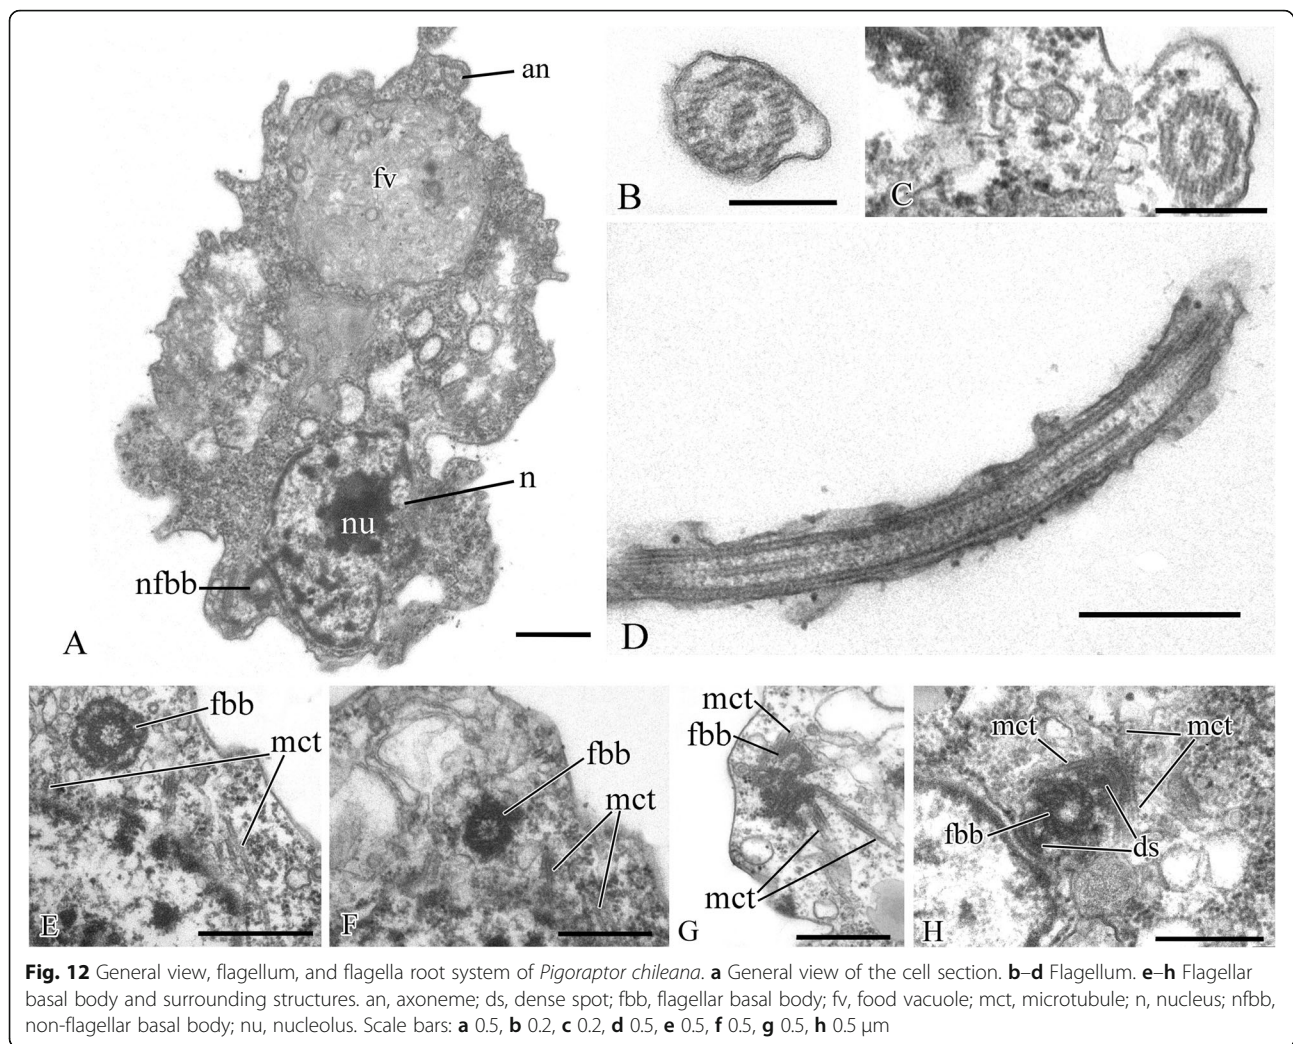 an
fv
n
nu
nfbb
A
B
C
D
fbb
mct
E
fbb
mct
F
mct
fbb
mct
G
mct
mct
fbb
ds
H
Fig. 12 General view, flagellum, and flagella root system of Pigoraptor chileana. a General view of the cell section. b–d Flagellum. e–h Flagellar
basal body and surrounding structures. an, axoneme; ds, dense spot; fbb, flagellar basal body; fv, food vacuole; mct, microtubule; n, nucleus; nfbb,
non-flagellar basal body; nu, nucleolus. Scale bars: a 0.5, b 0.2, c 0.2, d 0.5, e 0.5, f 0.5, g 0.5, h 0.5 μm